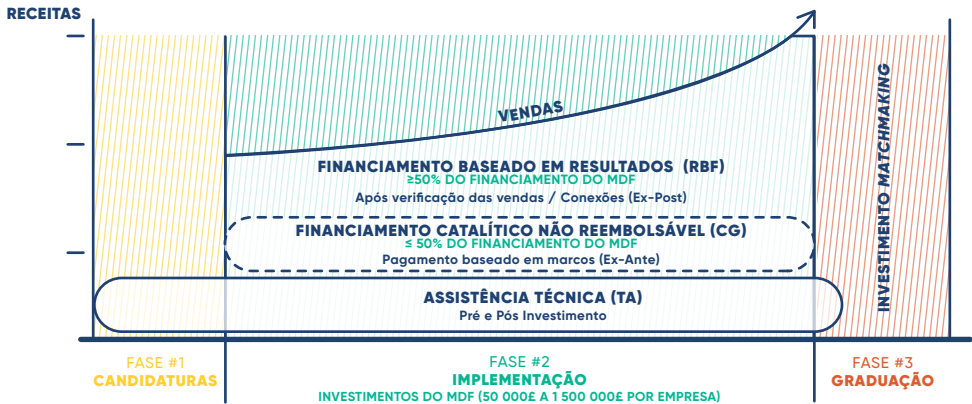 RECEITAS
VENDAS
FINANCIAMENTO BASEADO EM RESULTADOS (RBF)
≥50% DO FINANCIAMENTO DO MDF
Após verificação das vendas / Conexões (Ex-Post)
FINANCIAMENTO CATALÍTICO NÃO REEMBOLSÁVEL (CG)
≤ 50% DO FINANCIAMENTO DO MDF
Pagamento baseado em marcos (Ex-Ante)
ASSISTÊNCIA TÉCNICA (TA)
Pré e Pós Investimento
INVESTIMENTO MATCHMAKING
FASE #1
CANDIDATURAS
FASE #2
IMPLEMENTAÇÃO
INVESTIMENTOS DO MDF (50 000£ A 1 500 000£ POR EMPRESA)
FASE #3
GRADUAÇÃO